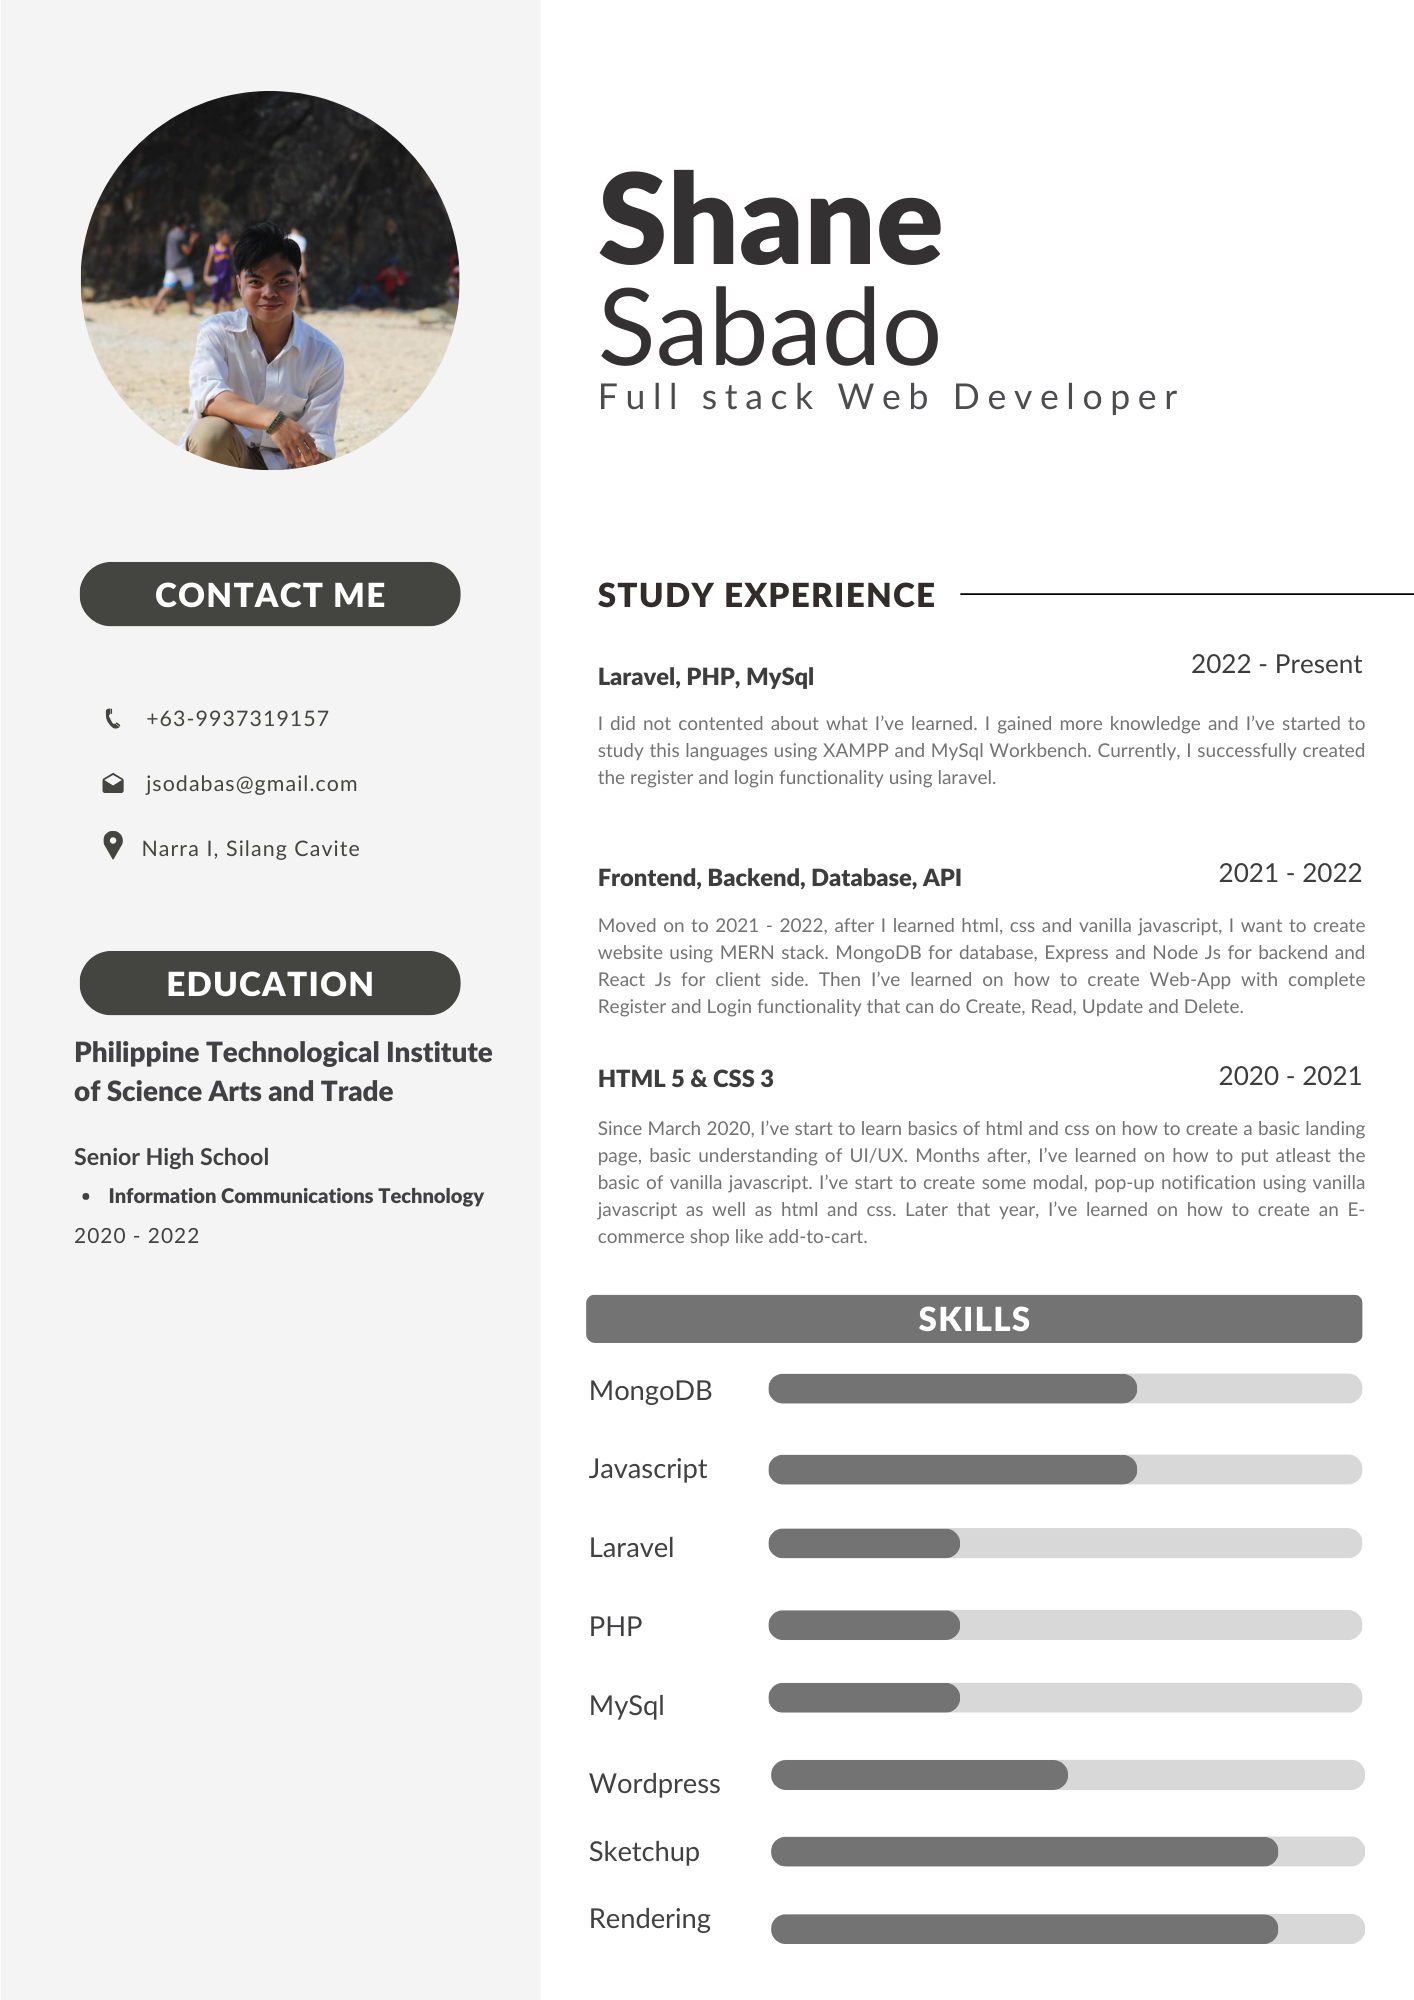 Shane
Sabado
Full stack Web Developer
CONTACT ME
+63-9937319157
jsodabas@gmail.com
Narra I, Silang Cavite
EDUCATION
Philippine Technological Institute
of Science Arts and Trade
Senior High School
• Information Communications Technology
2020 - 2022
STUDY EXPERIENCE
Laravel, PHP, MySql
2022 - Present
I did not contented about what I've learned. I gained more knowledge and I've started to
study this languages using XAMPP and MySql Workbench. Currently, I successfully created
the register and login functionality using laravel.
Frontend, Backend, Database, API
2021 - 2022
Moved on to 2021 - 2022, after I learned html, css and vanilla javascript, I want to create
website using MERN stack. MongoDB for database, Express and Node Js for backend and
React Js for client side. Then I've learned on how to create Web-App with complete
Register and Login functionality that can do Create, Read, Update and Delete.
HTML 5 & CSS 3
2020 - 2021
Since March 2020, I've start to learn basics of html and css on how to create a basic landing
page, basic understanding of UI/UX. Months after, I've learned on how to put atleast the
basic of vanilla javascript. I've start to create some modal, pop-up notification using vanilla
javascript as well as html and css. Later that year, I've learned on how to create an E-
commerce shop like add-to-cart.
SKILLS
MongoDB
Javascript
Laravel
PHP
MySql
Wordpress
Sketchup
Rendering